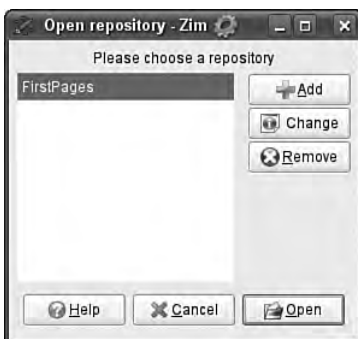 Open repository - Zim
Please choose a repository
FirstPages
Add
Change
Remove
Help
Cancel
Open